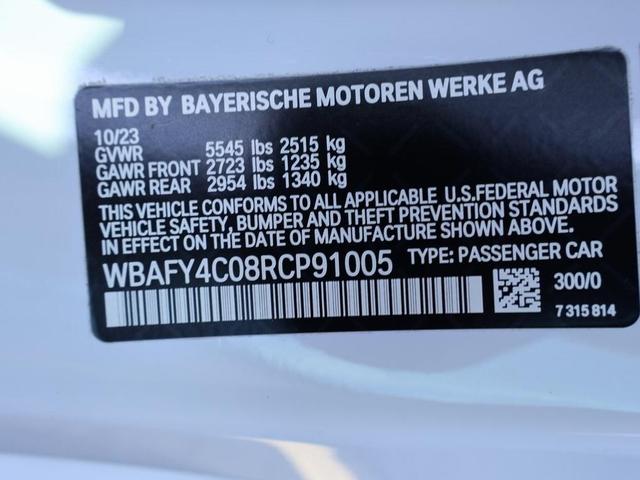 MFD BY BAYERISCHE MOTOREN WERKE AG
10/23
GVWR 5545 lbs 2515 kg
GAWR FRONT 2723 lbs 1235 kg
GAWR REAR 2954 lbs 1340 kg
THIS VEHICLE CONFORMS TO ALL APPLICABLE U.S.FEDERAL MOTOR
VEHICLE SAFETY, BUMPER AND THEFT PREVENTION STANDARDS
IN EFFECT ON THE DATE OF MANUFACTURE SHOWN ABOVE.
WBAFY4C08RCP91005 TYPE: PASSENGER CAR
300/0
7 315 814